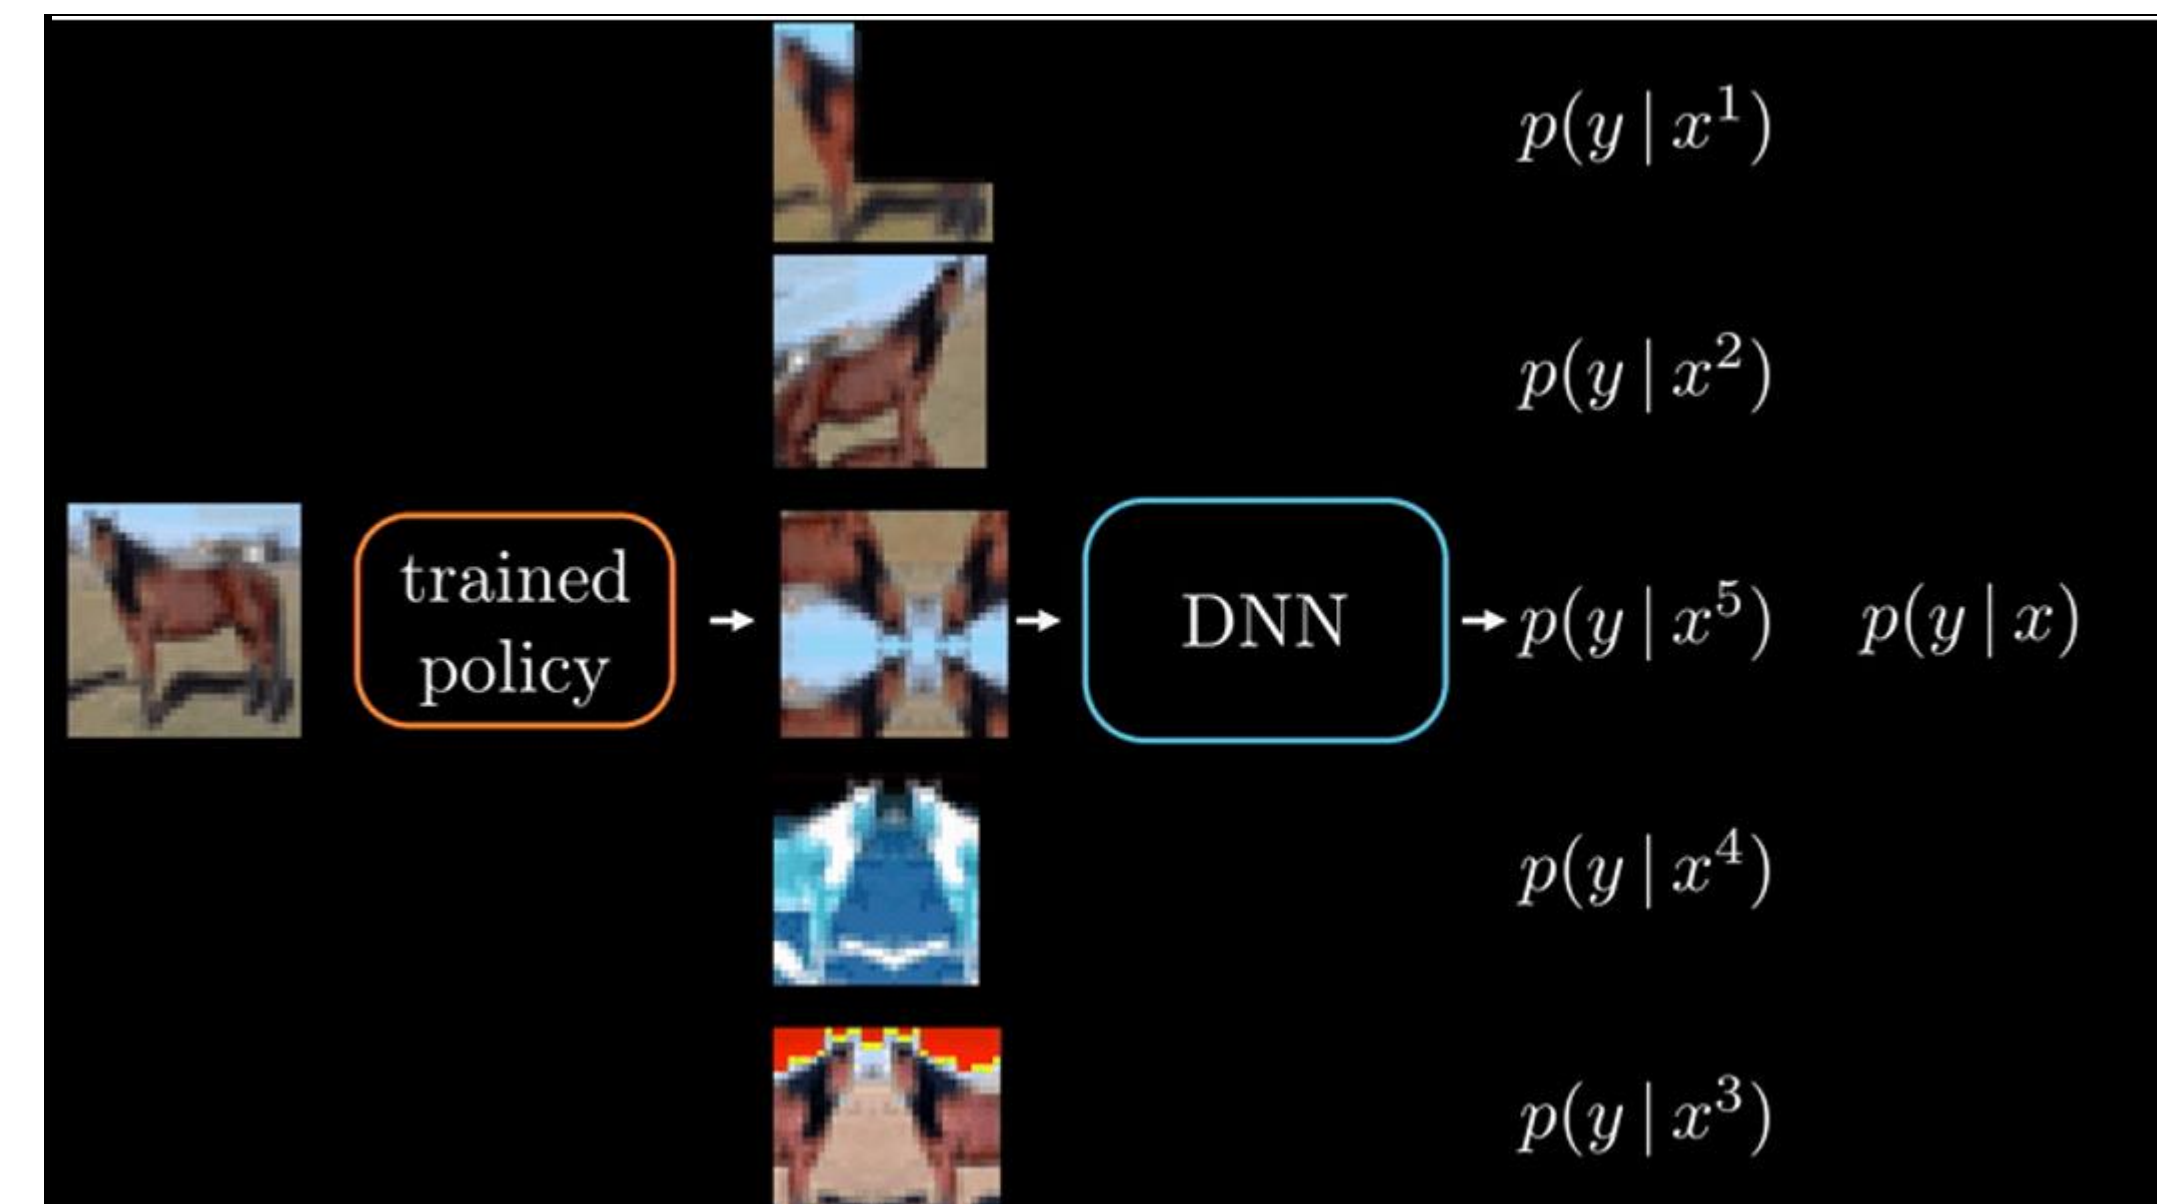 p(y | x¹)
p(y | x²)
trained
policy
DNN
p(y | x⁵)
p(y | x)
p(y | x⁴)
p(y | x³)